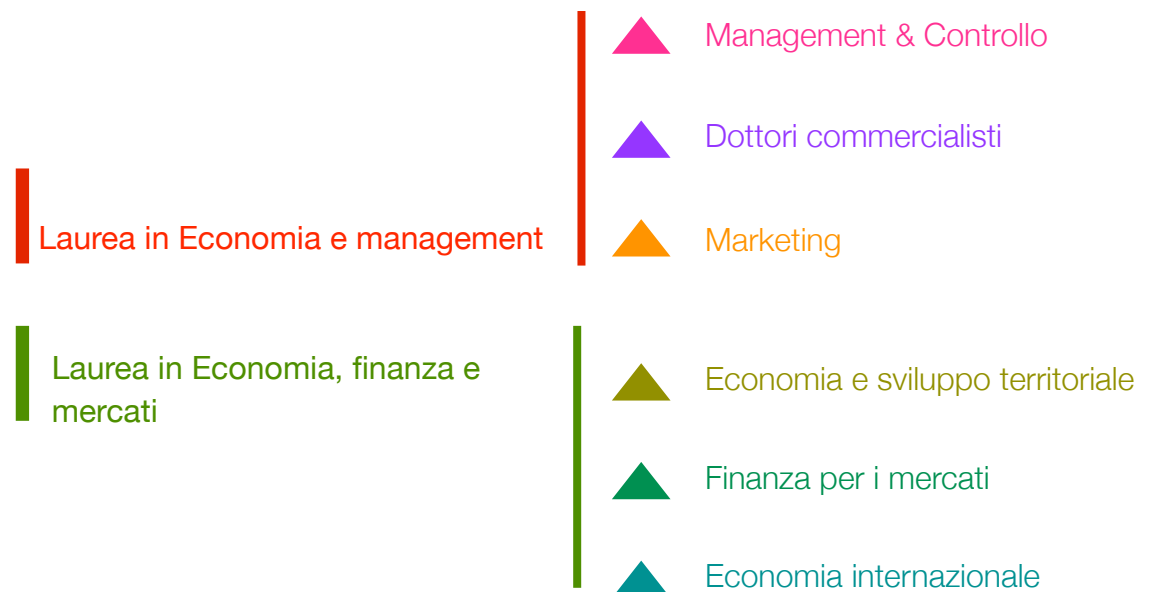 Management & Controllo
Dottori commercialisti
Laurea in Economia e management
Marketing
Laurea in Economia, finanza e
mercati
Economia e sviluppo territoriale
Finanza per i mercati
Economia internazionale